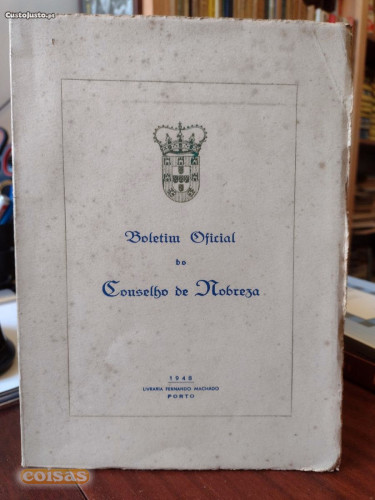 CustoJusto.pt
Boletim Oficial
do
Conselho de Nobreza
1948
LIVRARIA FERNANDO MACHADO
PORTO
coisas